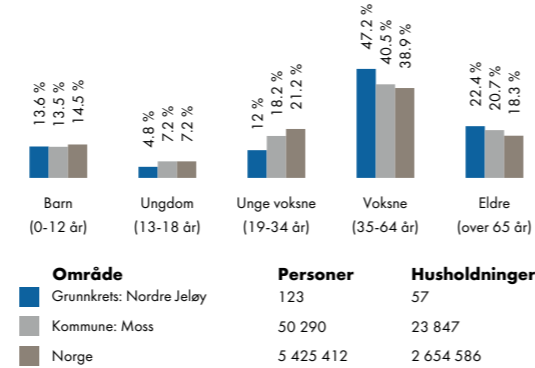 13.6 % 13.5 % 14.5 %
4.8 % 7.2 % 7.2 %
12 % 18.2 % 21.2 %
47.2 % 40.5 % 38.9 %
22.4 % 20.7 % 18.3 %
Barn Ungdom Unge voksne Voksne Eldre
(0-12 år) (13-18 år) (19-34 år) (35-64 år) (over 65 år)
Område Personer Husholdninger
Grunnkrets: Nordre Jeløy 123 57
Kommune: Moss 50 290 23 847
Norge 5 425 412 2 654 586